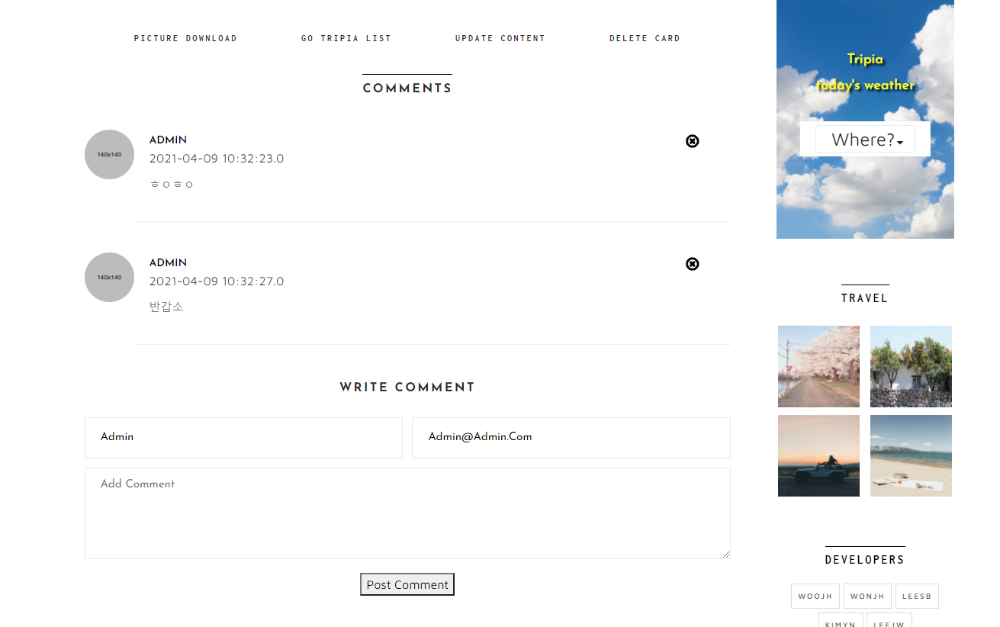 PICTURE DOWNLOAD
GO TRIPIA LIST
UPDATE CONTENT
DELETE CARD
COMMENTS
140x140
ADMIN
2021-04-09 10:32:23.0
ㅎㅇㅎㅇ
140x140
ADMIN
2021-04-09 10:32:27.0
반갑소
WRITE COMMENT
Admin
Admin@Admin.Com
Add Comment
Post Comment
Tripia
today's weather
Where?
TRAVEL
DEVELOPERS
WOOJH
WONJH
LEESB
KIMYN
LEEJW